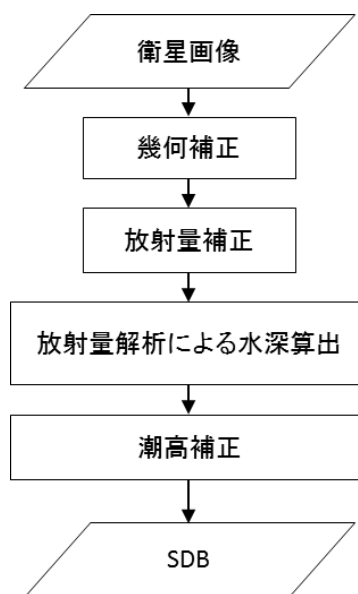 衛星画像
幾何補正
放射量補正
放射量解析による水深算出
潮高補正
SDB